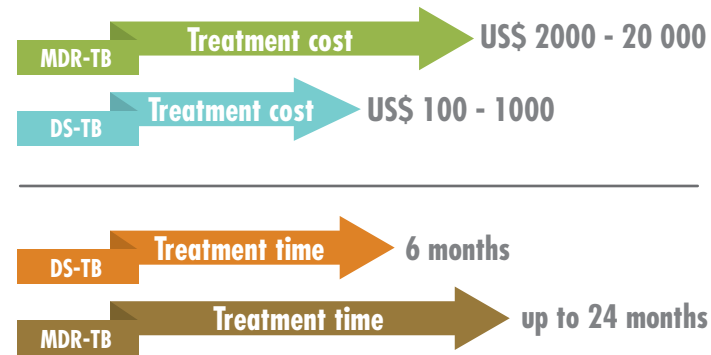 Treatment cost US$ 2000 - 20 000
MDR-TB
Treatment cost US$ 100 - 1000
DS-TB
Treatment time 6 months
DS-TB
Treatment time up to 24 months
MDR-TB